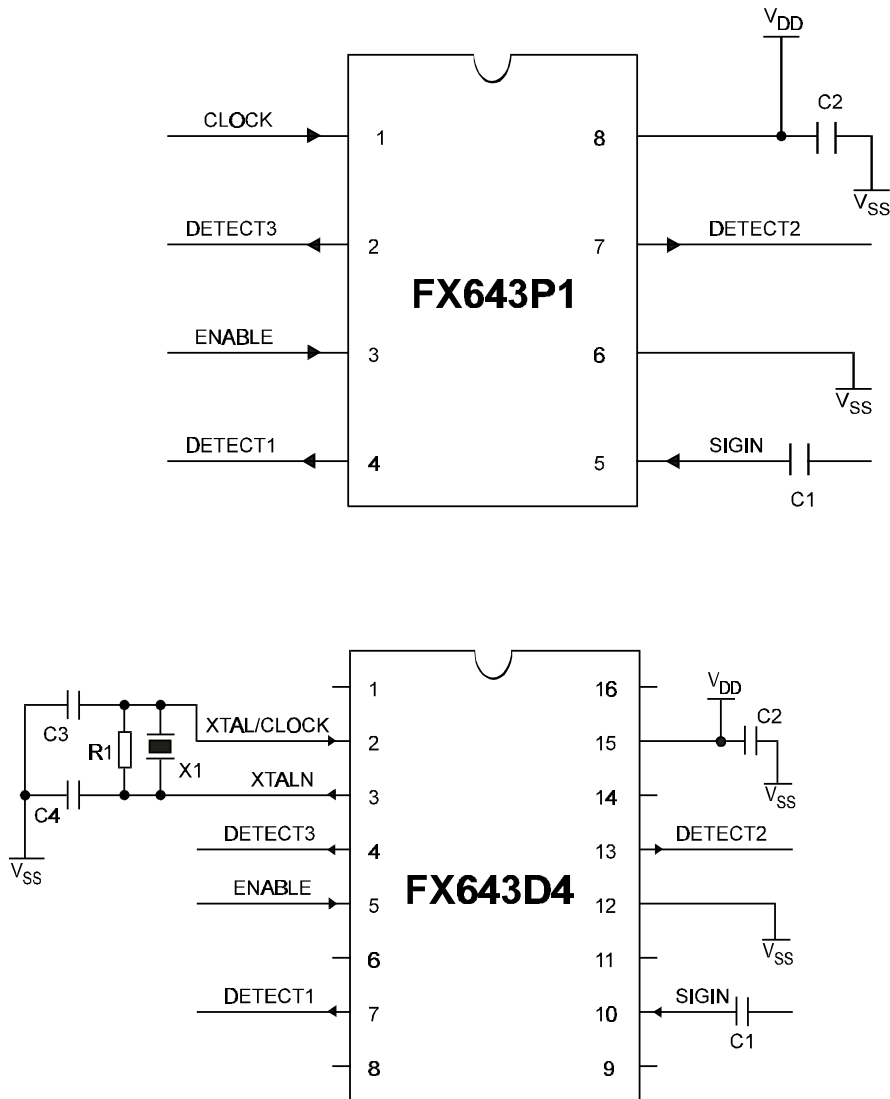 VDD
C2
CLOCK
1
8
VSS
DETECT3
2
7
DETECT2
FX643P1
ENABLE
3
6
VSS
DETECT1
4
5
SIGIN
C1
1
16
VDD
C3
XTAL/CLOCK
2
15
C2
R1
X1
XTALN
3
14
VSS
C4
DETECT3
4
13
DETECT2
VSS
ENABLE
5
FX643D4
12
6
11
VSS
DETECT1
7
10
SIGIN
C1
8
9